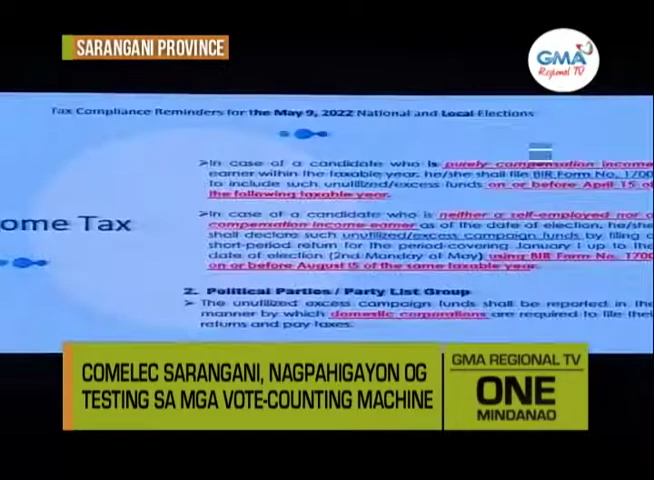 SARANGANI PROVINCE
GMA
Regional TV
Tax Compliance Reminders for the May 9, 2022 National and Local Elections
ome Tax
➢In case of a candidate who is purely compensation income
earner within the taxable year, he/she shall file BIR Form No. 1700
to include such unutilized/excess funds on or before April 15 of
the following taxable year.
➢In case of a candidate who is neither a self-employed nor a
compensation income earner as of the date of election, he/she
shall declare such unutilized/excess campaign funds by filing a
short-period return for the period covering January 1 up to the
date of election (2nd Monday of May) using BIR Form No. 1700
on or before August 15 of the same taxable year.
2. Political Parties / Party List Group
➢ The unutilized excess campaign funds shall be reported in the
manner by which domestic corporations are required to file their
returns and pay taxes.
COMELEC SARANGANI, NAGPAHIGAYON OG
TESTING SA MGA VOTE-COUNTING MACHINE
GMA REGIONAL TV
ONE
MINDANAO